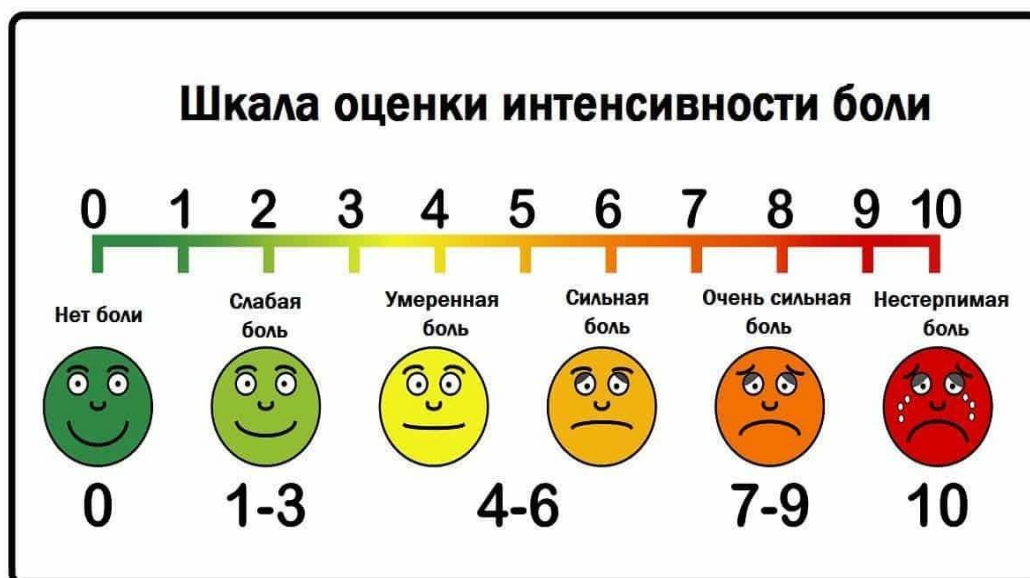 Шкала оценки интенсивности боли
0 1 2 3 4 5 6 7 8 9 10
Нет боли
Слабая
боль
Умеренная
боль
Сильная
боль
Очень сильная
боль
Нестерпимая
боль
0 1-3 4-6 7-9 10